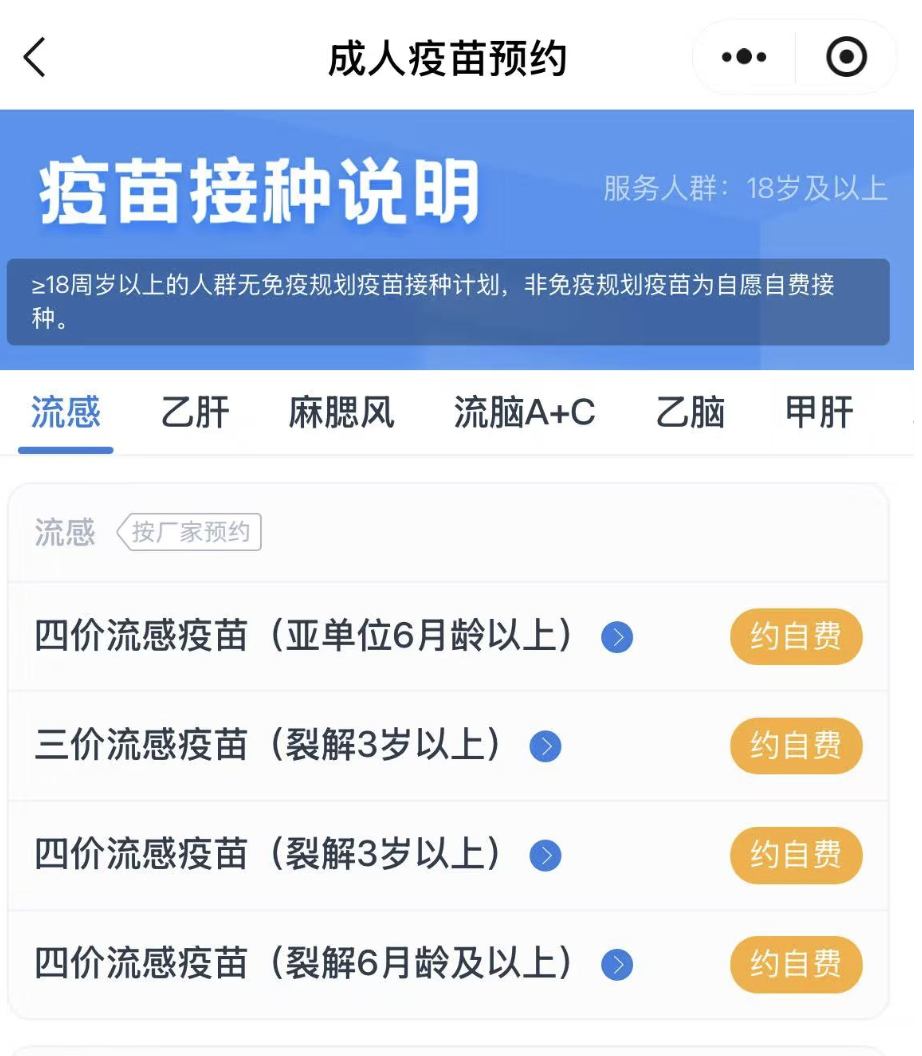 成人疫苗预约
疫苗接种说明
服务人群：18岁及以上
≥18周岁以上的人群无免疫规划疫苗接种计划，非免疫规划疫苗为自愿自费接
种。
流感 乙肝 麻腮风 流脑A+C 乙脑 甲肝
流感 按厂家预约
四价流感疫苗（亚单位6月龄以上） 约自费
三价流感疫苗（裂解3岁以上） 约自费
四价流感疫苗（裂解3岁以上） 约自费
四价流感疫苗（裂解6月龄及以上） 约自费